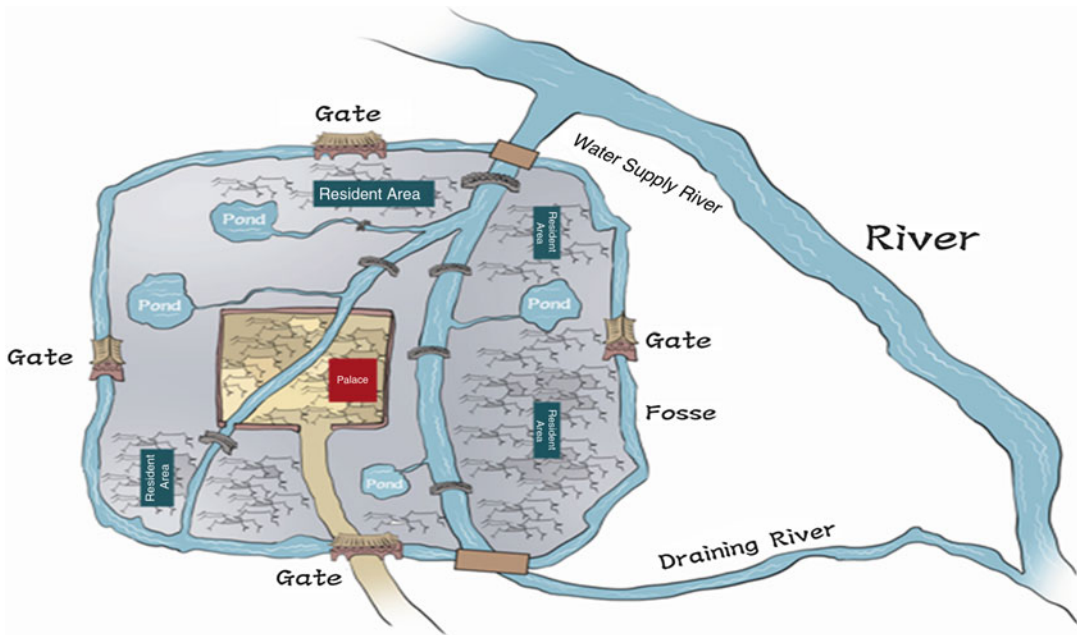 Gate
Water Supply River
Resident Area
Pond
Resident
Area
River
Pond
Pond
Gate
Gate
Palace
Fosse
Resident
Area
Resident
Area
Pond
Draining River
Gate